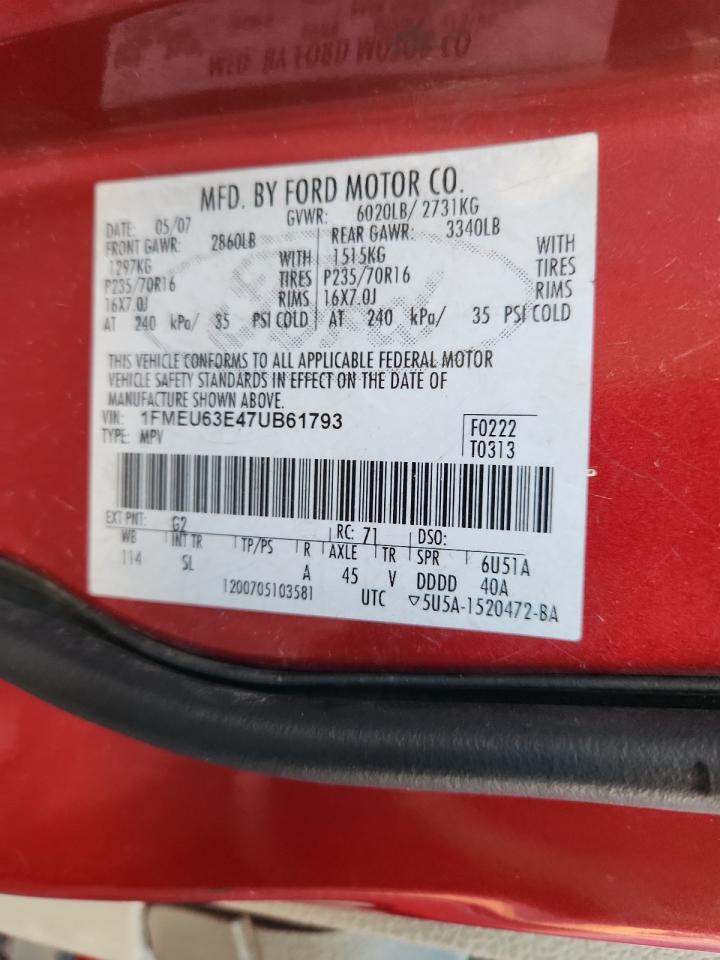 MFD. BY FORD MOTOR CO.
DATE: 05/07 GVWR: 6020LB/ 2731KG
FRONT GAWR: 2860LB REAR GAWR: 3340LB
1297KG WITH 1515KG WITH
P235/70R16 TIRES P235/70R16 TIRES
16X7.0J RIMS 16X7.0J RIMS
AT 240 kPa/ 35 PSI COLD AT 240 kPa/ 35 PSI COLD
THIS VEHICLE CONFORMS TO ALL APPLICABLE FEDERAL MOTOR
VEHICLE SAFETY STANDARDS IN EFFECT ON THE DATE OF
MANUFACTURE SHOWN ABOVE.
VIN: 1FMEU63E47UB61793 F0222
TYPE: MPV T0313
EXT PNT: G2 RC: 71 DSO:
WB INT TR TP/PS R AXLE TR SPR 6U51A
114 SL A 45 V DDDD 40A
1200705103581 UTC ▽5U5A-1520472-BA